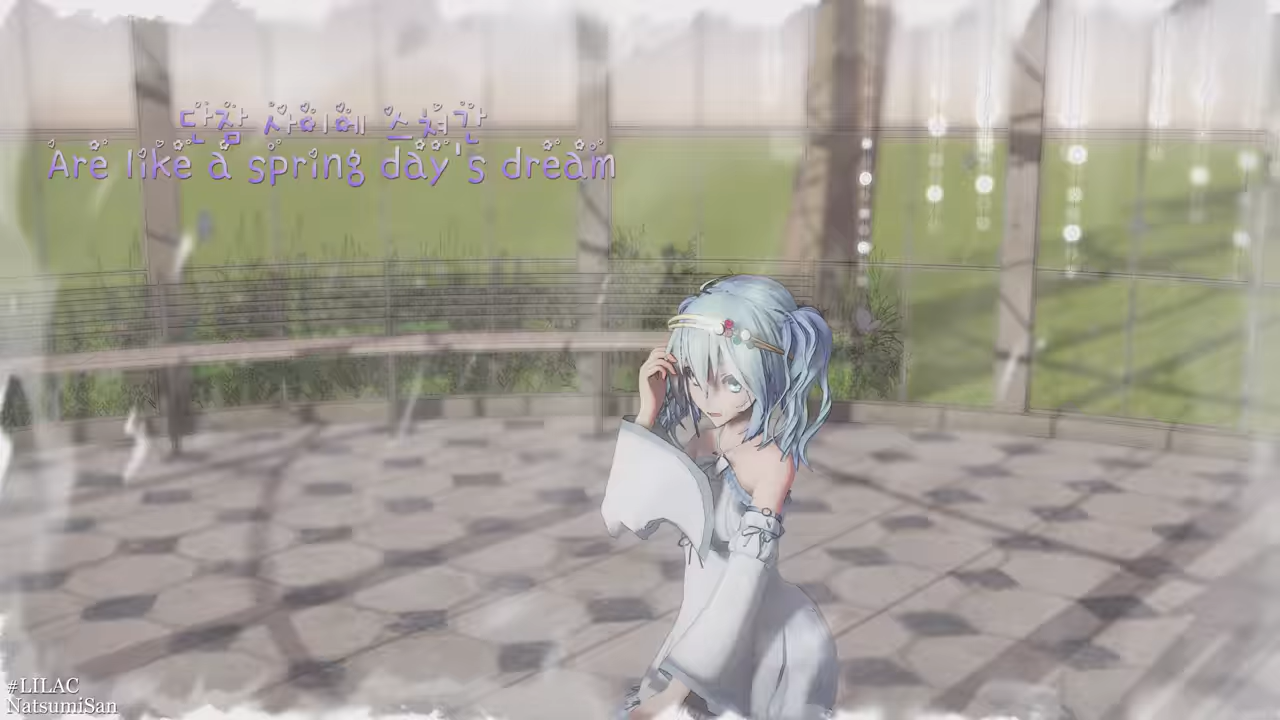 단잠 사이에 스쳐간
Are like a spring day's dream
#LILAC
NatsumiSan